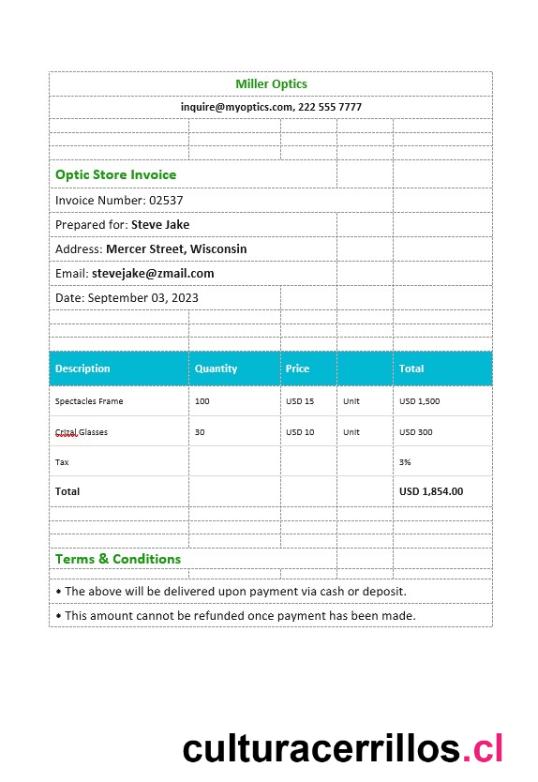 Miller Optics
inquire@myoptics.com, 222 555 7777
Optic Store Invoice
Invoice Number: 02537
Prepared for: Steve Jake
Address: Mercer Street, Wisconsin
Email: stevejake@zmail.com
Date: September 03, 2023
Description Quantity Price Total
Spectacles Frame 100 USD 15 Unit USD 1,500
Crizal Glasses 30 USD 10 Unit USD 300
Tax 3%
Total USD 1,854.00
Terms & Conditions
• The above will be delivered upon payment via cash or deposit.
• This amount cannot be refunded once payment has been made.
culturacerrillos.cl